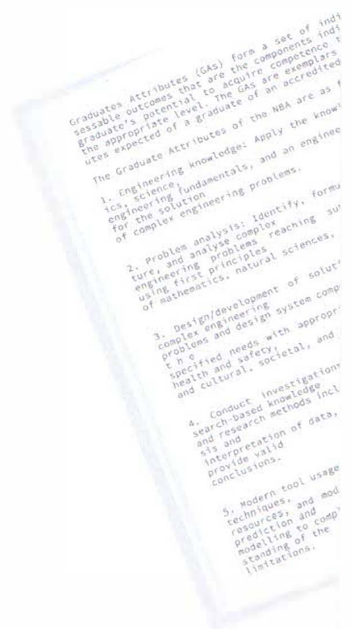 Graduates Attributes (GAs) form a set of indi
sessable outcomes that are the components indi
graduate's potential to acquire competence
the appropriate level. The GAs are exemplars
utes expected of a graduate of an accredited
The Graduate Attributes of the NBA are as f
1. Engineering knowledge: Apply the knowl
ics, science,
engineering fundamentals, and an enginee
for the solution
of complex engineering problems.
2. Problem analysis: Identify, formu
ture, and analyse complex
engineering problems reaching su
using first principles
of mathematics, natural sciences,
3. Design/development of solut
complex engineering
problems and design system comp
t h e
specified needs with appropr
health and safety,
and cultural, societal, and
4. Conduct investigation
search-based knowledge
and research methods incl
sis and
interpretation of data,
provide valid
conclusions.
5. Modern tool usage
techniques,
resources, and mod
prediction and
modelling to comp
standing of the
limitations.